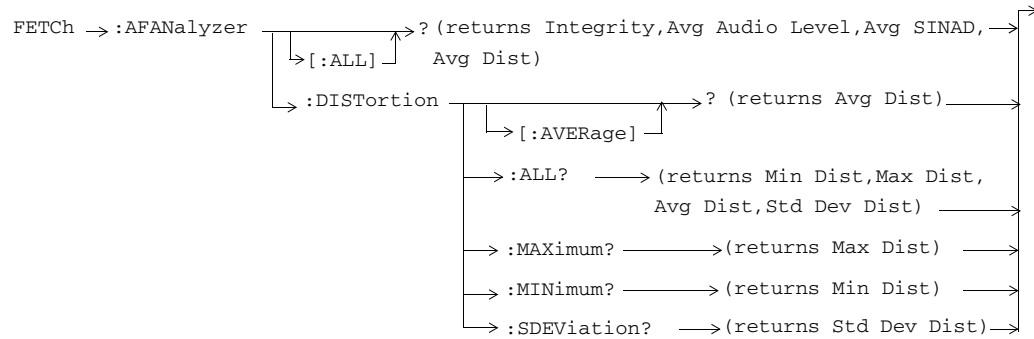 FETCh :AFANalyzer ? (returns Integrity,Avg Audio Level,Avg SINAD,
[:ALL] Avg Dist)
:DISTortion ? (returns Avg Dist)
[:AVERage]
:ALL? (returns Min Dist,Max Dist,
Avg Dist,Std Dev Dist)
:MAXimum? (returns Max Dist)
:MINimum? (returns Min Dist)
:SDEViation? (returns Std Dev Dist)